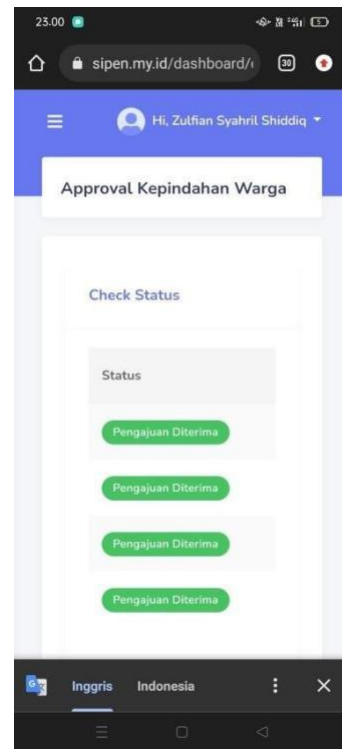 23.00
sipen.my.id/dashboard/
30
Hi, Zulfian Syahril Shiddiq
Approval Kepindahan Warga
Check Status
Status
Pengajuan Diterima
Pengajuan Diterima
Pengajuan Diterima
Pengajuan Diterima
Inggris Indonesia